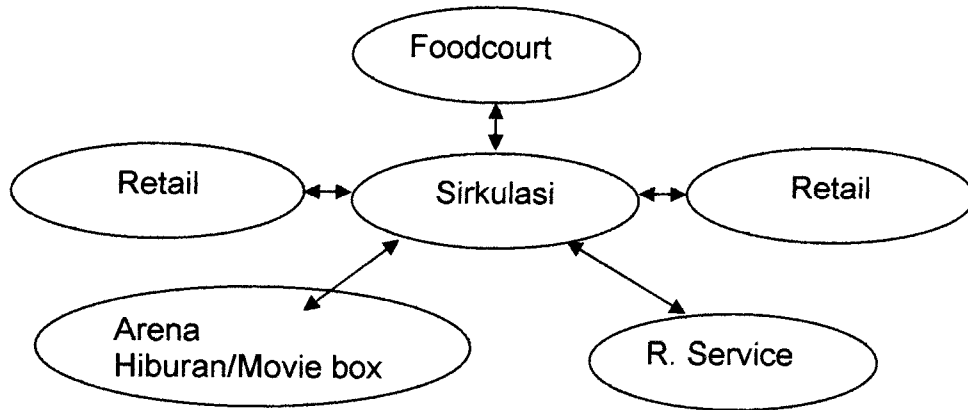 Foodcourt
Retail
Sirkulasi
Retail
Arena
Hiburan/Movie box
R. Service